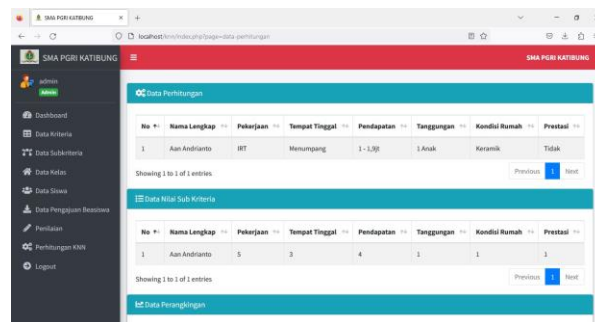 SMA PGRI KATIBUNG
localhost/knn/index.php?page=data-perhitungan
SMA PGRI KATIBUNG
SMA PGRI KATIBUNG
admin
Admin
Dashboard
Data Kriteria
Data Subkriteria
Data Kelas
Data Siswa
Data Pengajuan Beasiswa
Penilaian
Perhitungan KNN
Logout
Data Perhitungan
No Nama Lengkap Pekerjaan Tempat Tinggal Pendapatan Tanggungan Kondisi Rumah Prestasi
1 Aan Andrianto IRT Menumpang 1 - 1,9jt 1 Anak Keramik Tidak
Showing 1 to 1 of 1 entries
Previous 1 Next
Data Nilai Sub Kriteria
No Nama Lengkap Pekerjaan Tempat Tinggal Pendapatan Tanggungan Kondisi Rumah Prestasi
1 Aan Andrianto 5 3 4 1 1 1
Showing 1 to 1 of 1 entries
Previous 1 Next
Data Perangkingan